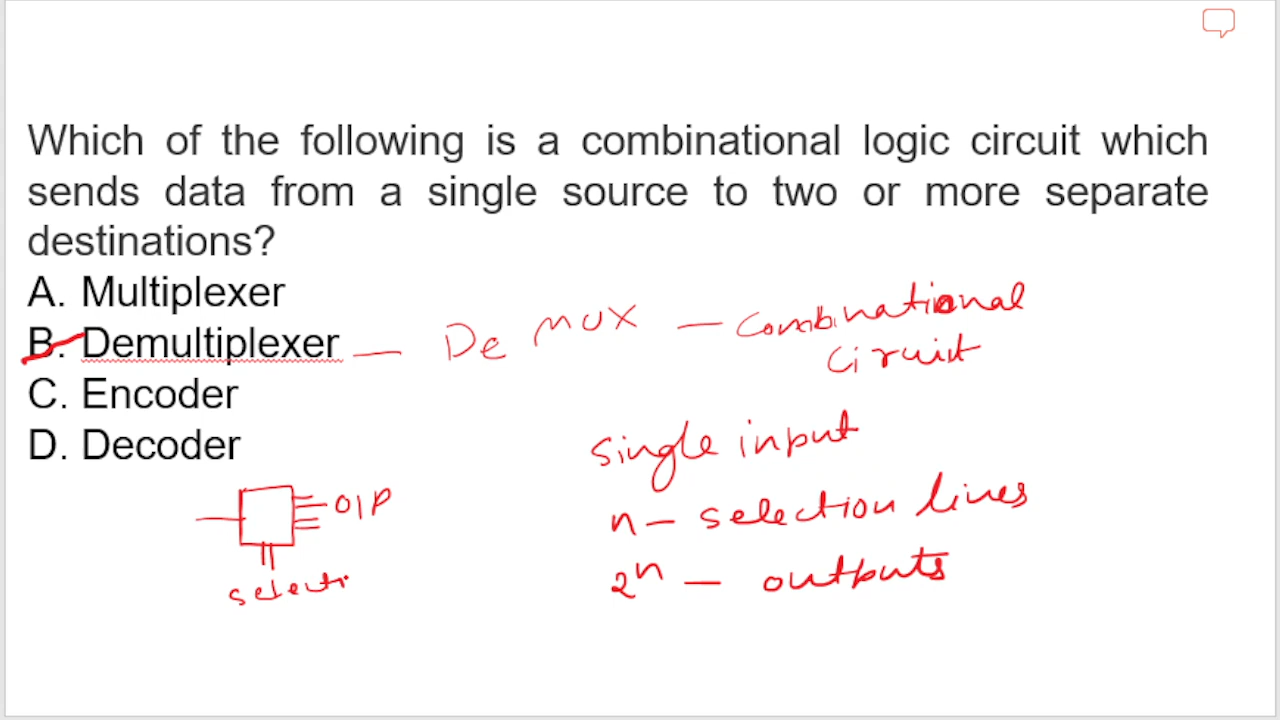 Which of the following is a combinational logic circuit which
sends data from a single source to two or more separate
destinations?
A. Multiplexer
B. Demultiplexer — De MUX — Combinational
Circuit
C. Encoder
D. Decoder
single input
O/P
n — selection lines
selecti
2ⁿ — outputs